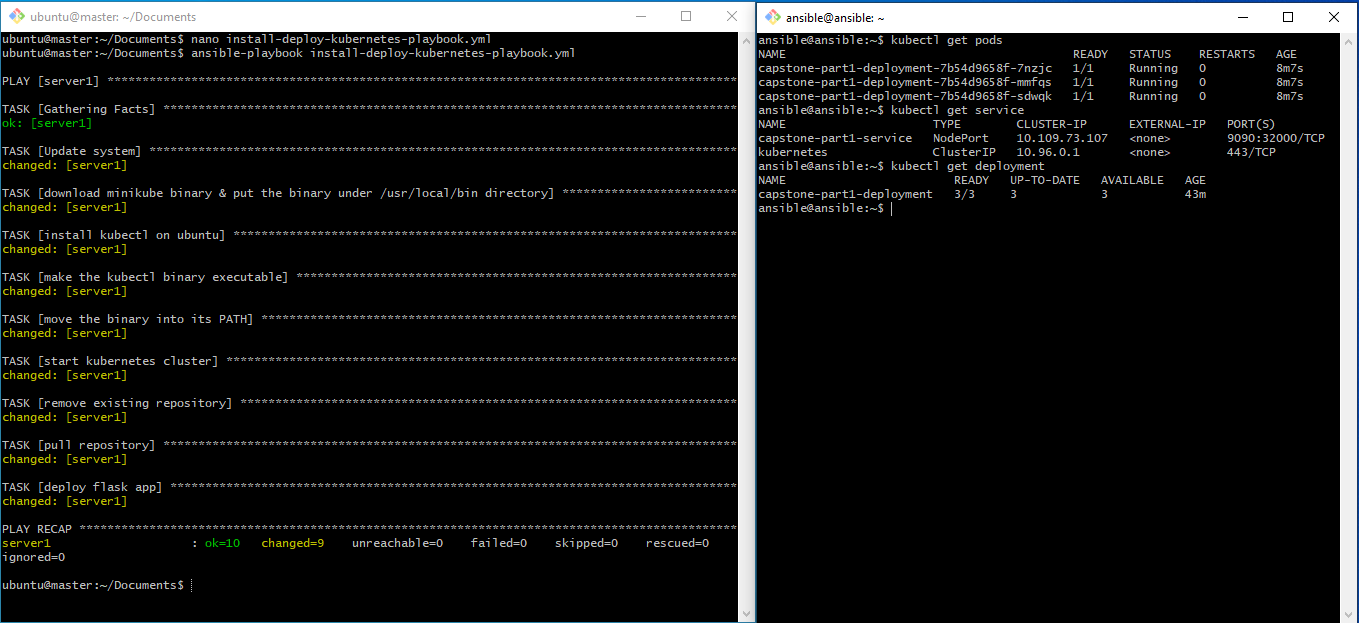 ubuntu@master: ~/Documents
ubuntu@master:~/Documents$ nano install-deploy-kubernetes-playbook.yml
ubuntu@master:~/Documents$ ansible-playbook install-deploy-kubernetes-playbook.yml
PLAY [server1] ******************************************************************************************
TASK [Gathering Facts] **********************************************************************************
ok: [server1]
TASK [Update system] ************************************************************************************
changed: [server1]
TASK [download minikube binary & put the binary under /usr/local/bin directory] *************************
changed: [server1]
TASK [install kubectl on ubuntu] ************************************************************************
changed: [server1]
TASK [make the kubectl binary executable] ***************************************************************
changed: [server1]
TASK [move the binary into its PATH] ********************************************************************
changed: [server1]
TASK [start kubernetes cluster] *************************************************************************
changed: [server1]
TASK [remove existing repository] ***********************************************************************
changed: [server1]
TASK [pull repository] **********************************************************************************
changed: [server1]
TASK [deploy flask app] *********************************************************************************
changed: [server1]
PLAY RECAP **********************************************************************************************
server1                    : ok=10   changed=9    unreachable=0    failed=0    skipped=0    rescued=0
ignored=0
ubuntu@master:~/Documents$
ansible@ansible: ~
ansible@ansible:~$ kubectl get pods
NAME                                         READY   STATUS    RESTARTS   AGE
capstone-part1-deployment-7b54d9658f-7nzjc   1/1     Running   0          8m7s
capstone-part1-deployment-7b54d9658f-mmfqs   1/1     Running   0          8m7s
capstone-part1-deployment-7b54d9658f-sdwqk   1/1     Running   0          8m7s
ansible@ansible:~$ kubectl get service
NAME                     TYPE        CLUSTER-IP      EXTERNAL-IP   PORT(S)
capstone-part1-service   NodePort    10.109.73.107   <none>        9090:32000/TCP
kubernetes               ClusterIP   10.96.0.1       <none>        443/TCP
ansible@ansible:~$ kubectl get deployment
NAME                        READY   UP-TO-DATE   AVAILABLE   AGE
capstone-part1-deployment   3/3     3            3           43m
ansible@ansible:~$